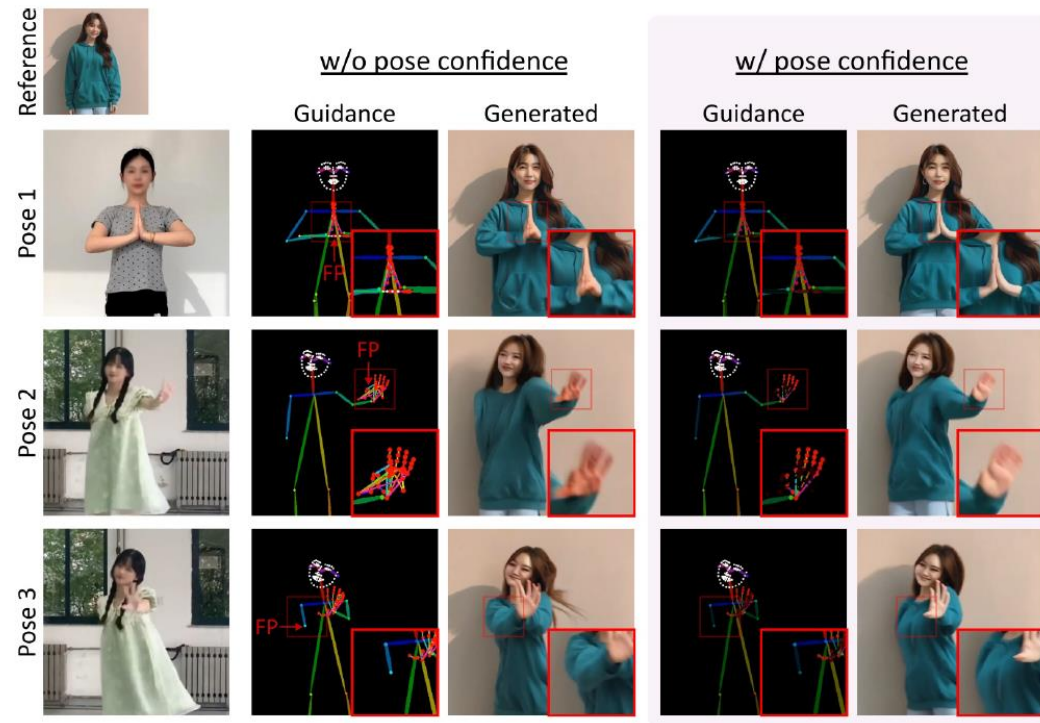 Reference
w/o pose confidence
w/ pose confidence
Guidance
Generated
Guidance
Generated
Pose 1
FP
Pose 2
FP
Pose 3
FP